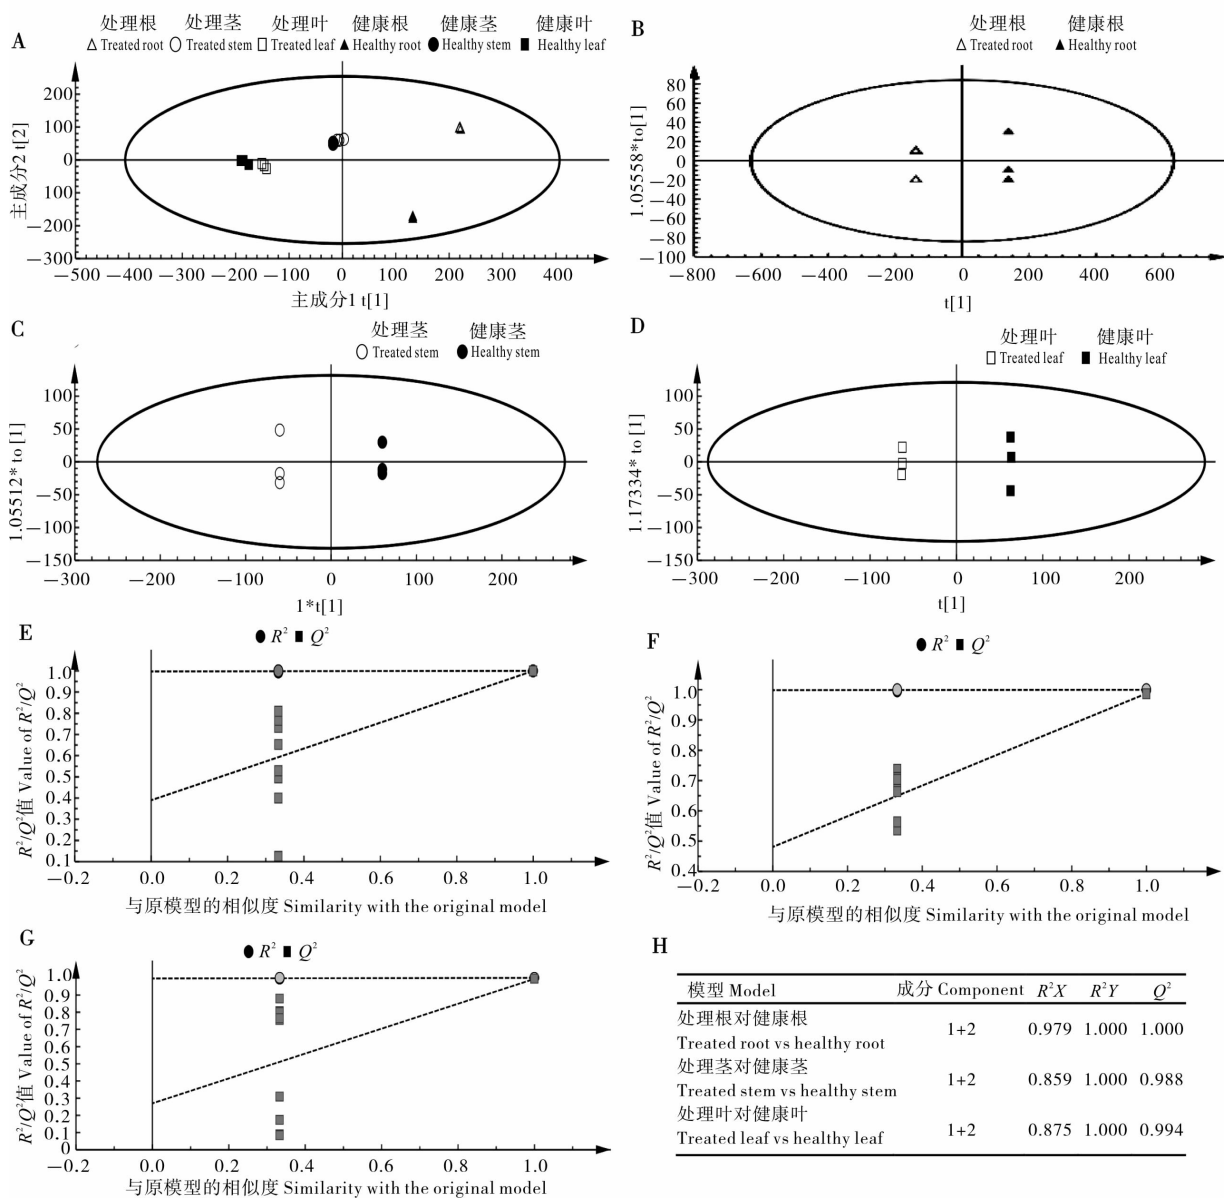 A
处理根 处理茎 处理叶 健康根 健康茎 健康叶
Treated root Treated stem Treated leaf Healthy root Healthy stem Healthy leaf
主成分2 t[2]
200
100
0
−100
−200
−300
−500 −400 −300 −200 −100 0 100 200 300 400
主成分1 t[1]
B
处理根 健康根
Treated root Healthy root
1.05558*to[1]
80
60
40
20
0
−20
−40
−60
−80
−100
−800 −600 −400 −200 0 200 400 600
t[1]
C
处理茎 健康茎
Treated stem Healthy stem
1.05512* to [1]
100
50
0
−50
−100
−150
−300 −200 −100 0 100 200
1*t[1]
D
处理叶 健康叶
Treated leaf Healthy leaf
1.17334* to [1]
100
50
0
−50
−100
−150
−300 −200 −100 0 100 200
t[1]
E
R² Q²
R²/Q²值 Value of R²/Q²
1.0
0.9
0.8
0.7
0.6
0.5
0.4
0.3
0.2
0.1
−0.2 0.0 0.2 0.4 0.6 0.8 1.0
与原模型的相似度 Similarity with the original model
F
R² Q²
R²/Q²值 Value of R²/Q²
1.0
0.9
0.8
0.7
0.6
0.5
0.4
−0.2 0.0 0.2 0.4 0.6 0.8 1.0
与原模型的相似度 Similarity with the original model
G
R² Q²
R²/Q²值 Value of R²/Q²
1.0
0.9
0.8
0.7
0.6
0.5
0.4
0.3
0.2
0.1
0
−0.2 0.0 0.2 0.4 0.6 0.8 1.0
与原模型的相似度 Similarity with the original model
H
模型 Model 成分 Component R²X R²Y Q²
处理根对健康根
Treated root vs healthy root 1+2 0.979 1.000 1.000
处理茎对健康茎
Treated stem vs healthy stem 1+2 0.859 1.000 0.988
处理叶对健康叶
Treated leaf vs healthy leaf 1+2 0.875 1.000 0.994